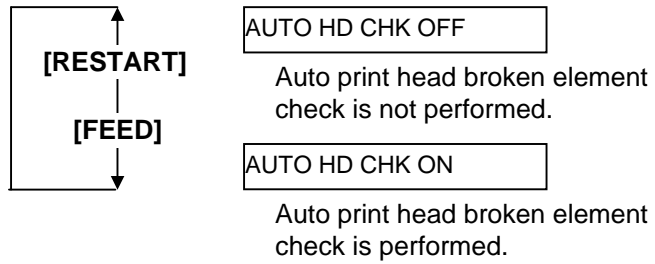 [RESTART]
[FEED]
AUTO HD CHK OFF
Auto print head broken element
check is not performed.
AUTO HD CHK ON
Auto print head broken element
check is performed.